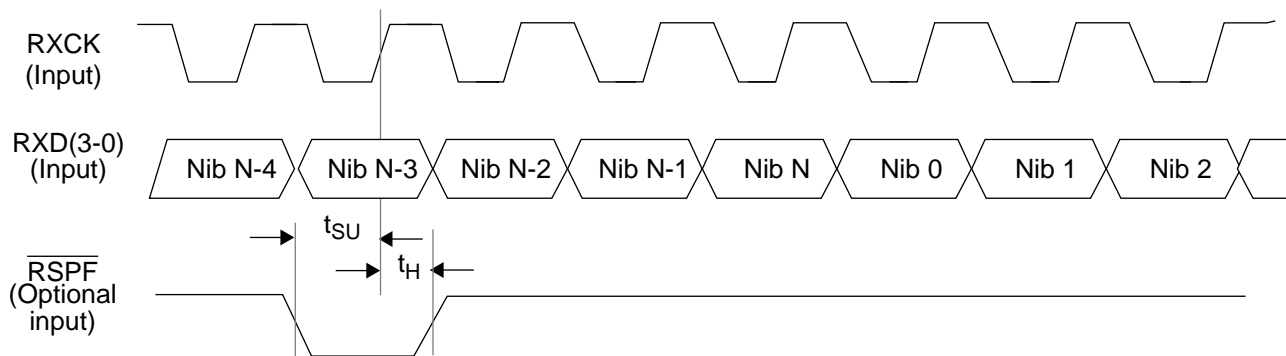 RXCK
(Input)
RXD(3-0)
(Input)
Nib N-4 Nib N-3 Nib N-2 Nib N-1 Nib N Nib 0 Nib 1 Nib 2
tSU
tH
RSPF
(Optional
input)